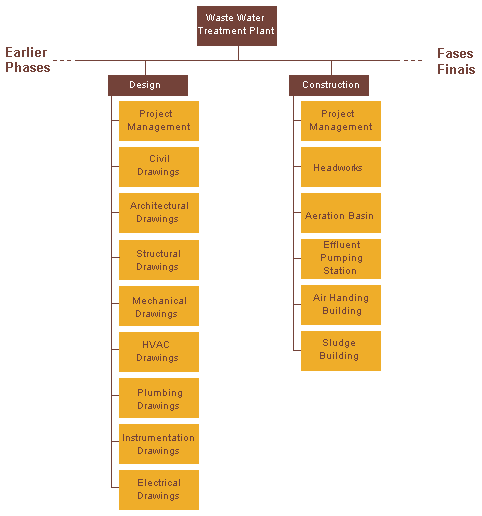 Waste Water
Treatment Plant
Earlier
Phases
Fases
Finais
Design
Project
Management
Civil
Drawings
Architectural
Drawings
Structural
Drawings
Mechanical
Drawings
HVAC
Drawings
Plumbing
Drawings
Instrumentation
Drawings
Electrical
Drawings
Construction
Project
Management
Headworks
Aeration Basin
Effluent
Pumping
Station
Air Handing
Building
Sludge
Building